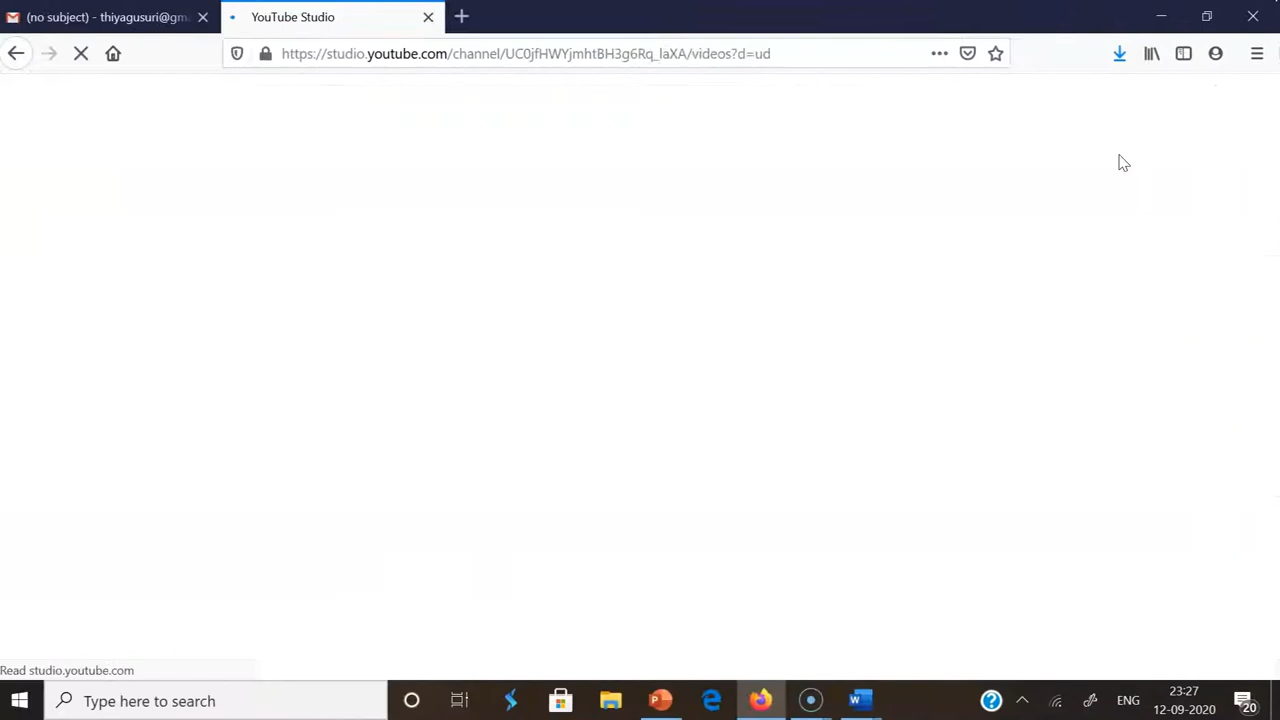 (no subject) - thiyagusuri@gm
YouTube Studio
https://studio.youtube.com/channel/UC0jfHWYjmhtBH3g6Rq_laXA/videos?d=ud
Read studio.youtube.com
Type here to search
ENG
23:27
12-09-2020
20